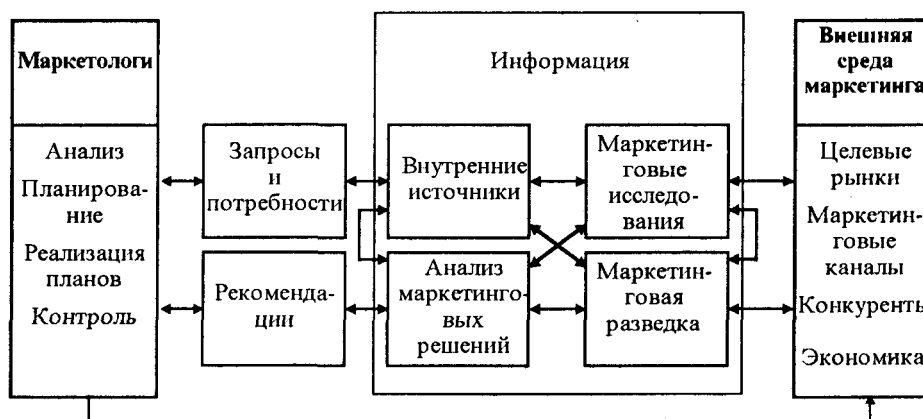 Маркетологи
Анализ
Планирова-
ние
Реализация
планов
Контроль
Запросы
и
потребности
Рекоменда-
ции
Информация
Внутренние
источники
Маркетин-
говые
исследо-
вания
Анализ
маркетинго-
вых
решений
Маркетин-
говая
разведка
Внешняя
среда
маркетинга
Целевые
рынки
Маркетин-
говые
каналы
Конкуренты
Экономика